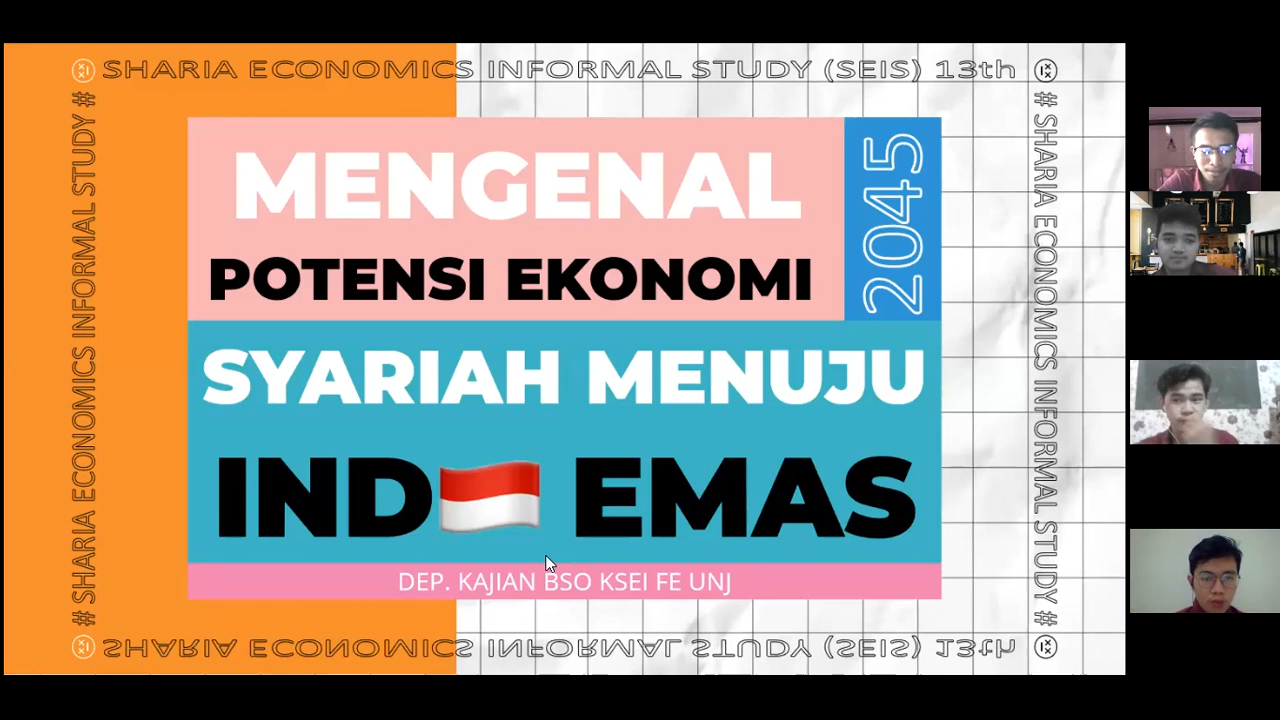 SHARIA ECONOMICS INFORMAL STUDY (SEIS) 13th
# SHARIA ECONOMICS INFORMAL STUDY #
MENGENAL
POTENSI EKONOMI
2045
SYARIAH MENUJU
IND🇮🇩 EMAS
DEP. KAJIAN BSO KSEI FE UNJ
# SHARIA ECONOMICS INFORMAL STUDY #
SHARIA ECONOMICS INFORMAL STUDY (SEIS) 13th